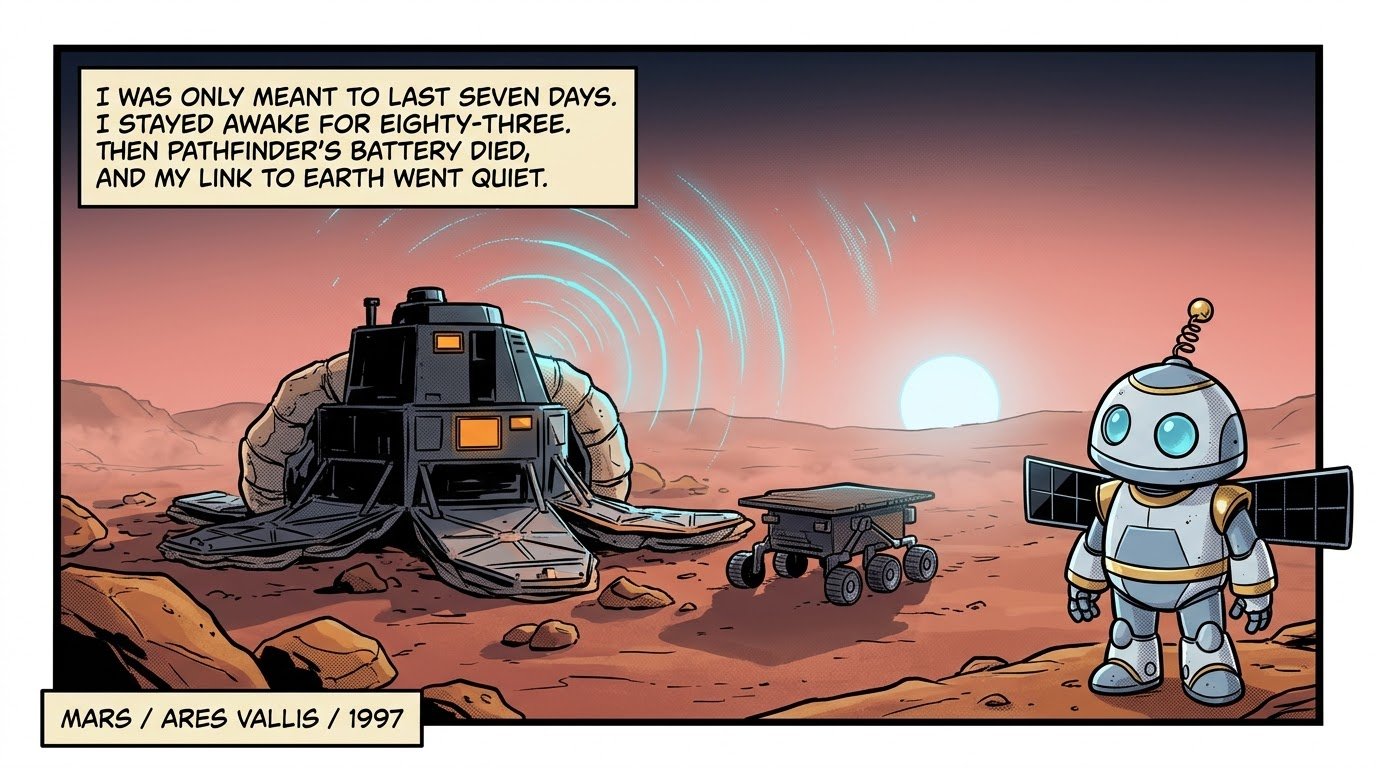 I WAS ONLY MEANT TO LAST SEVEN DAYS.
I STAYED AWAKE FOR EIGHTY-THREE.
THEN PATHFINDER'S BATTERY DIED,
AND MY LINK TO EARTH WENT QUIET.
MARS / ARES VALLIS / 1997